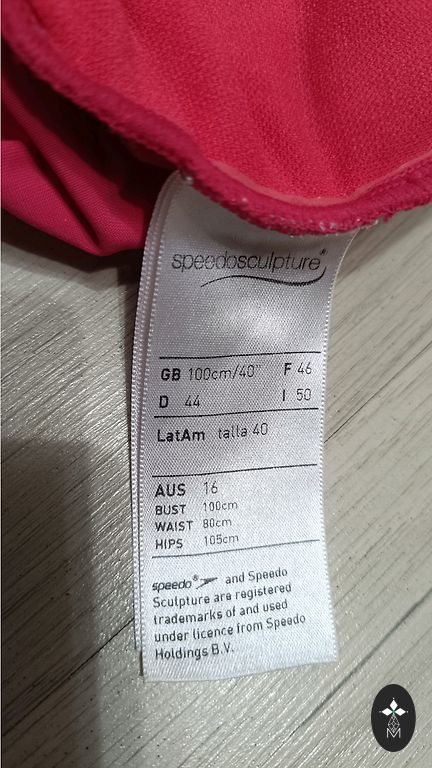 speedosculpture®
GB 100cm/40" F 46
D 44 I 50
LatAm talla 40
AUS 16
BUST 100cm
WAIST 80cm
HIPS 105cm
speedo® and Speedo
Sculpture are registered
trademarks of and used
under licence from Speedo
Holdings B.V.
M